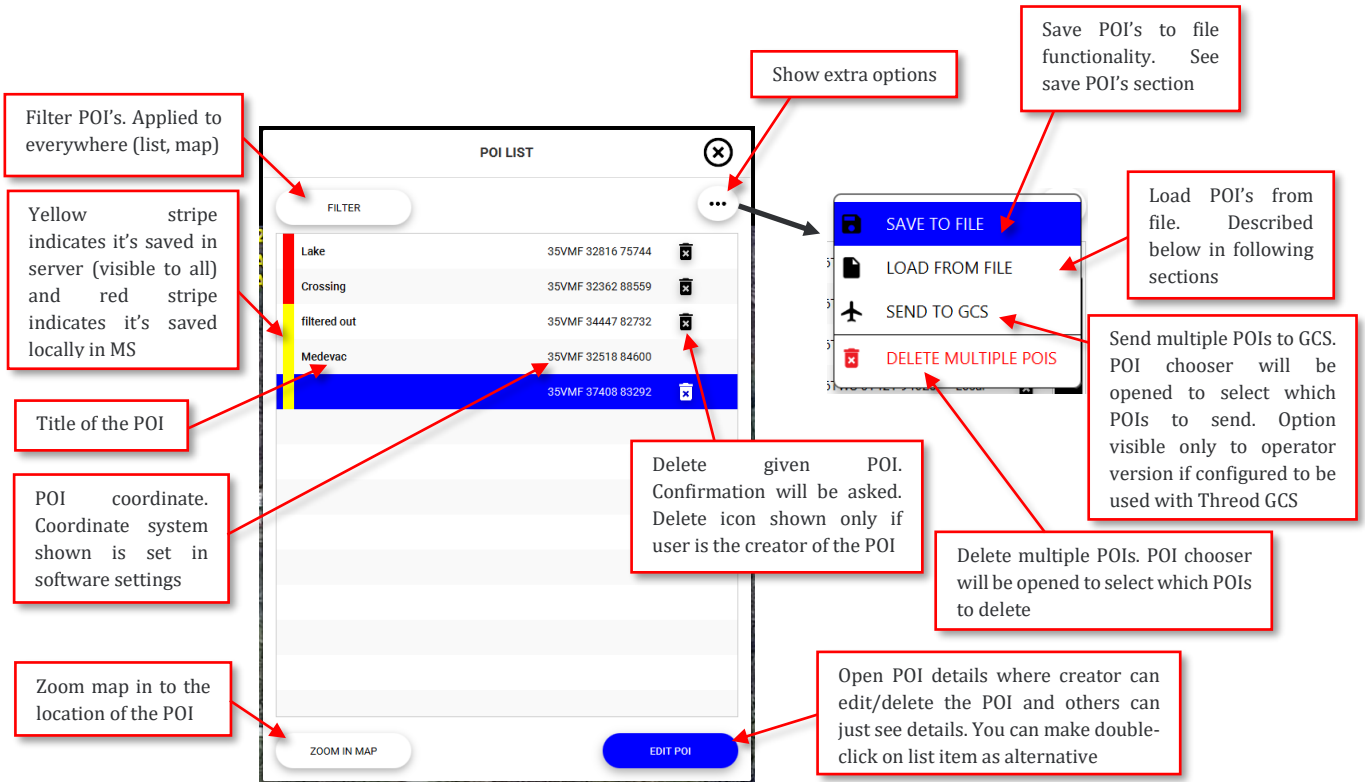 Save POI's to file
functionality. See
save POI's section
Show extra options
Filter POI's. Applied to
everywhere (list, map)
POI LIST
FILTER
...
Yellow stripe
indicates it's saved in
server (visible to all)
and red stripe
indicates it's saved
locally in MS
Lake 35VMF 32816 75744
Crossing 35VMF 32362 88559
filtered out 35VMF 34447 82732
Medevac 35VMF 32518 84600
35VMF 37408 83292
SAVE TO FILE
LOAD FROM FILE
SEND TO GCS
DELETE MULTIPLE POIS
Load POI's from
file. Described
below in following
sections
Send multiple POIs to GCS.
POI chooser will be
opened to select which
POIs to send. Option
visible only to operator
version if configured to be
used with Threod GCS
Title of the POI
Delete given POI.
Confirmation will be asked.
Delete icon shown only if
user is the creator of the POI
POI coordinate.
Coordinate system
shown is set in
software settings
Delete multiple POIs. POI chooser
will be opened to select which POIs
to delete
Zoom map in to the
location of the POI
Open POI details where creator can
edit/delete the POI and others can
just see details. You can make double-
click on list item as alternative
ZOOM IN MAP
EDIT POI